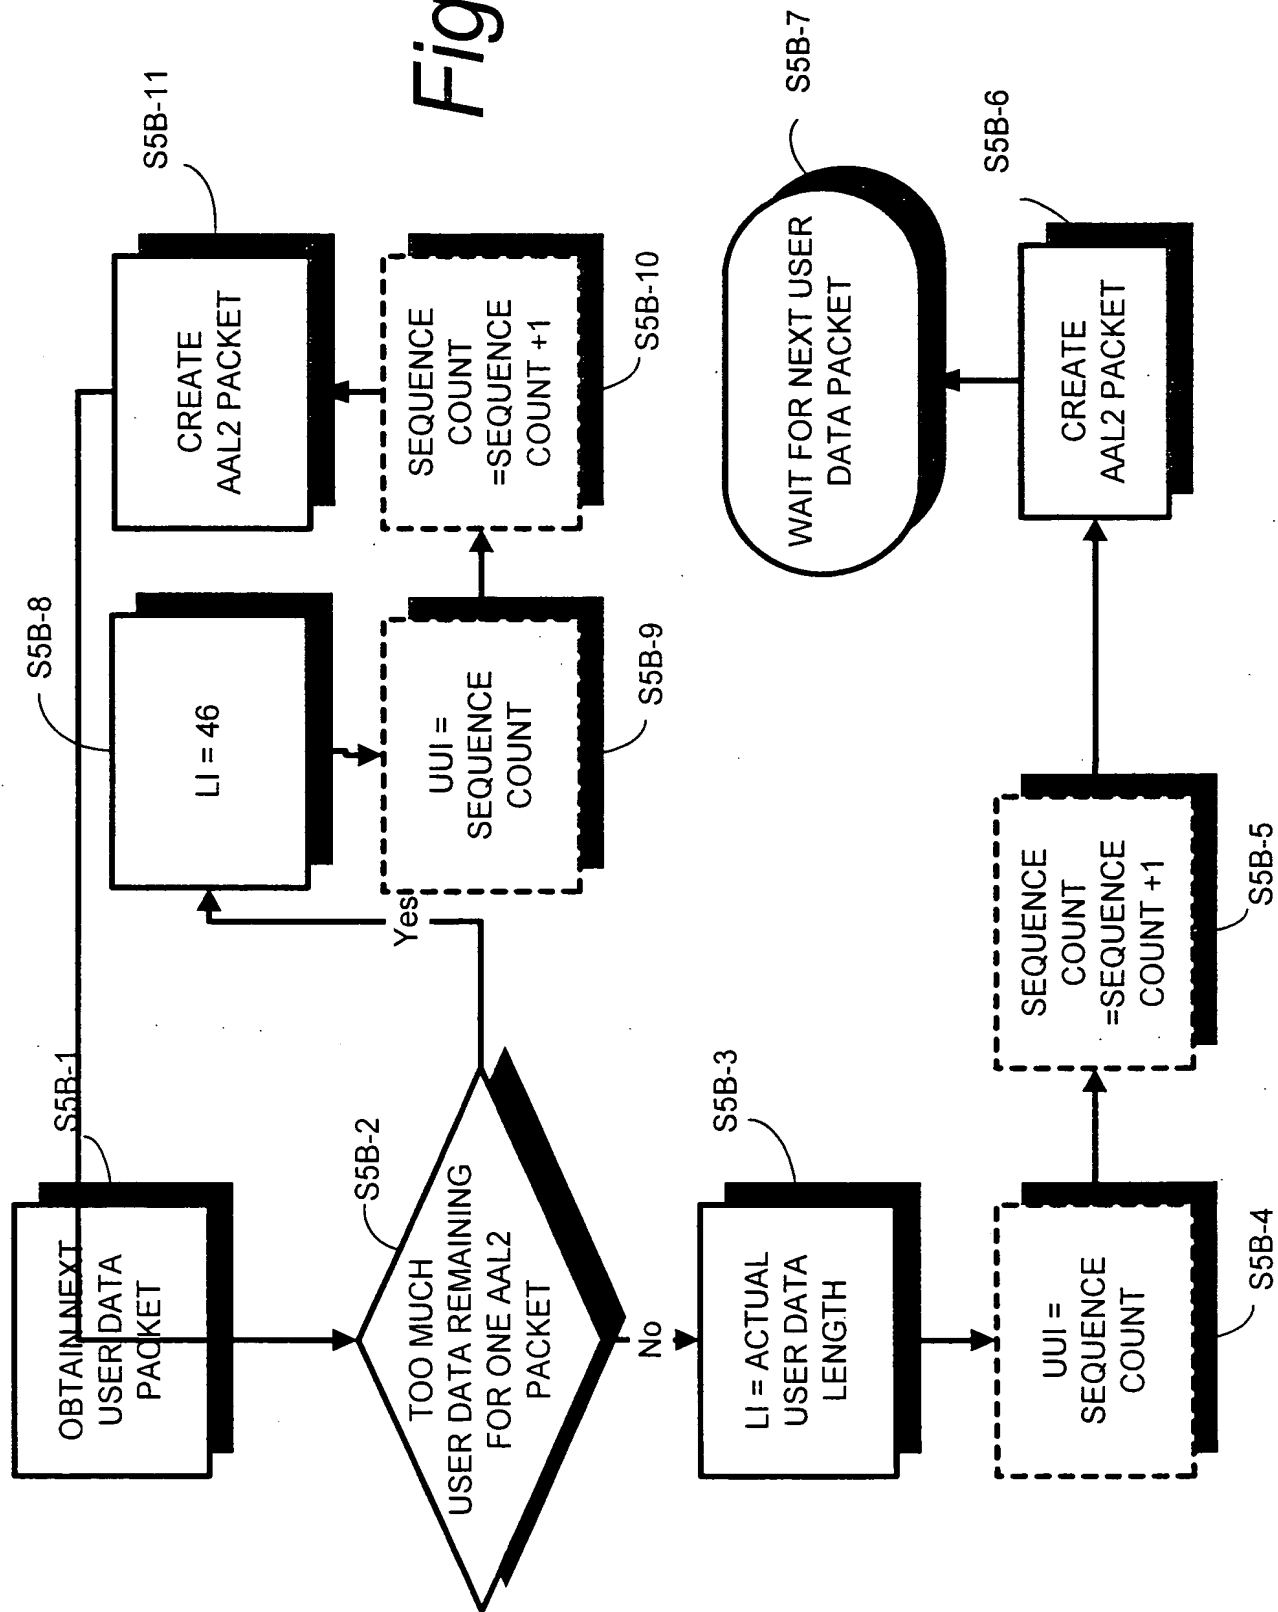 S5B-1
OBTAIN NEXT
USER DATA
PACKET
S5B-2
TOO MUCH
USER DATA REMAINING
FOR ONE AAL2
PACKET
Yes
No
S5B-3
LI = ACTUAL
USER DATA
LENGTH
UUI =
SEQUENCE
COUNT
S5B-4
SEQUENCE
COUNT
=SEQUENCE
COUNT +1
S5B-5
CREATE
AAL2 PACKET
S5B-6
WAIT FOR NEXT USER
DATA PACKET
S5B-7
S5B-8
LI = 46
UUI =
SEQUENCE
COUNT
S5B-9
SEQUENCE
COUNT
=SEQUENCE
COUNT +1
S5B-10
CREATE
AAL2 PACKET
S5B-11
Fig